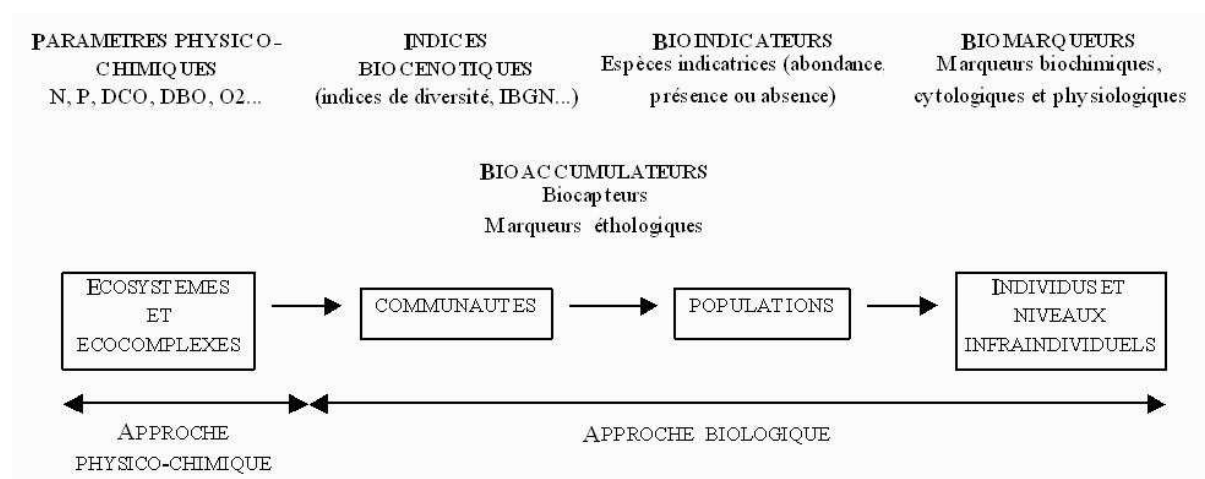 PARAMETRES PHYSICO-
CHIMIQUES
N, P, DCO, DBO, O2...
INDICES
BIOCENOTIQUES
(indices de diversité, IBGN...)
BIOINDICATEURS
Espèces indicatrices (abondance,
présence ou absence)
BIOMARQUEURS
Marqueurs biochimiques,
cytologiques et physiologiques
BIOACCUMULATEURS
Biocapteurs
Marqueurs éthologiques
ECOSYSTEMES
ET
ECOCOMPLEXES
COMMUNAUTES
POPULATIONS
INDIVIDUS ET
NIVEAUX
INFRAINDIVIDUELS
APPROCHE
PHYSICO-CHIMIQUE
APPROCHE BIOLOGIQUE